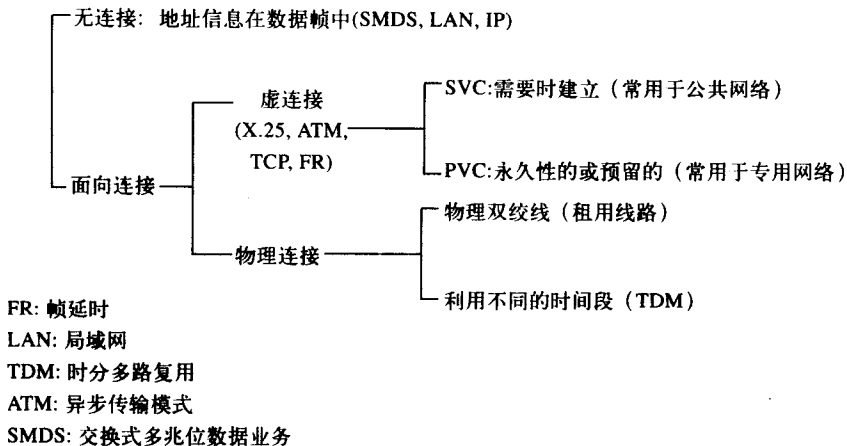 无连接: 地址信息在数据帧中(SMDS, LAN, IP)
面向连接
虚连接
(X.25, ATM,
TCP, FR)
SVC:需要时建立（常用于公共网络）
PVC:永久性的或预留的（常用于专用网络）
物理连接
物理双绞线（租用线路）
利用不同的时间段（TDM）
FR: 帧延时
LAN: 局域网
TDM: 时分多路复用
ATM: 异步传输模式
SMDS: 交换式多兆位数据业务